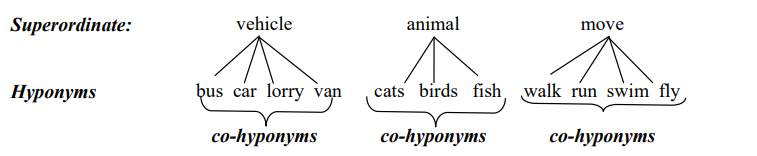 Superordinate: vehicle animal move
Hyponyms bus car lorry van cats birds fish walk run swim fly
co-hyponyms co-hyponyms co-hyponyms